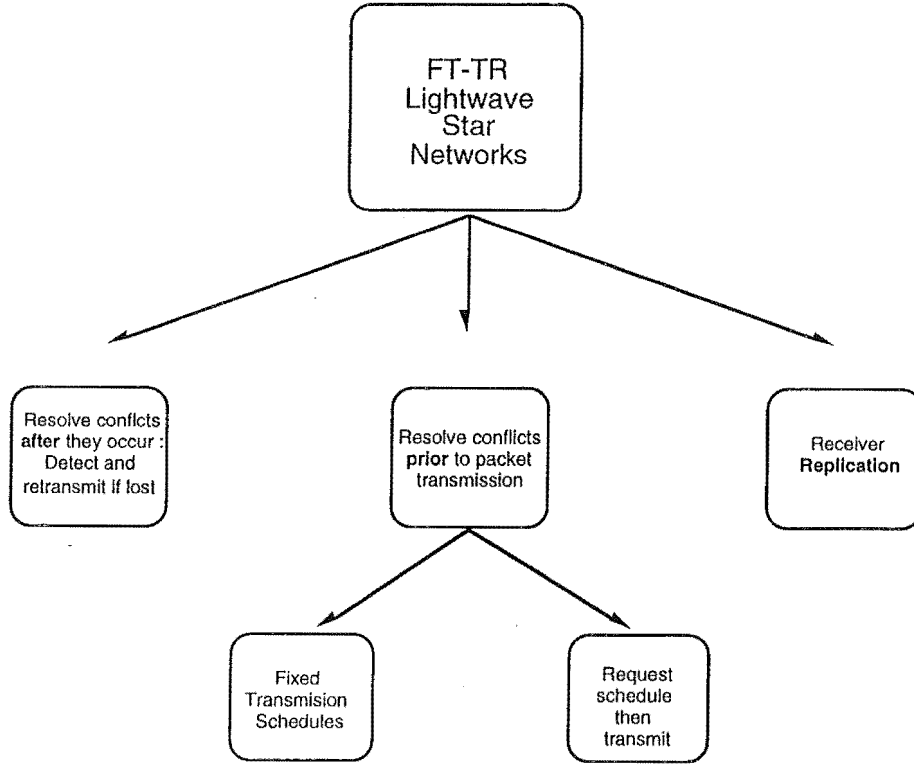 FT-TR
Lightwave
Star
Networks
Resolve conflicts
after they occur :
Detect and
retransmit if lost
Resolve conflicts
prior to packet
transmission
Receiver
Replication
Fixed
Transmision
Schedules
Request
schedule
then
transmit